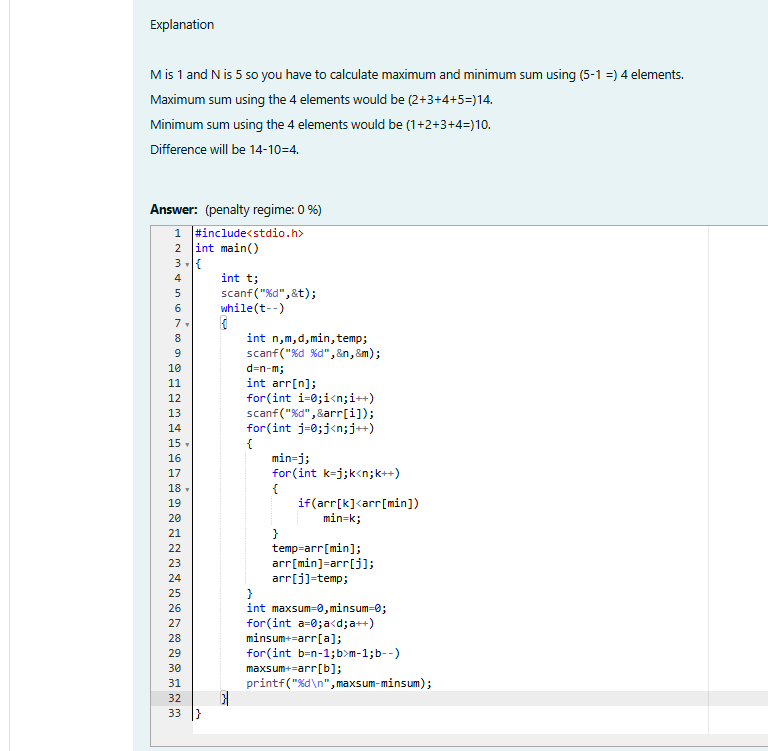 Explanation
M is 1 and N is 5 so you have to calculate maximum and minimum sum using (5-1 =) 4 elements.
Maximum sum using the 4 elements would be (2+3+4+5=)14.
Minimum sum using the 4 elements would be (1+2+3+4=)10.
Difference will be 14-10=4.
Answer: (penalty regime: 0 %)
1 #include<stdio.h>
2 int main()
3 {
4     int t;
5     scanf("%d",&t);
6     while(t--)
7     {
8         int n,m,d,min,temp;
9         scanf("%d %d",&n,&m);
10         d=n-m;
11         int arr[n];
12         for(int i=0;i<n;i++)
13         scanf("%d",&arr[i]);
14         for(int j=0;j<n;j++)
15         {
16             min=j;
17             for(int k=j;k<n;k++)
18             {
19                 if(arr[k]<arr[min])
20                     min=k;
21             }
22             temp=arr[min];
23             arr[min]=arr[j];
24             arr[j]=temp;
25         }
26         int maxsum=0,minsum=0;
27         for(int a=0;a<d;a++)
28         minsum+=arr[a];
29         for(int b=n-1;b>m-1;b--)
30         maxsum+=arr[b];
31         printf("%d\n",maxsum-minsum);
32     }
33 }